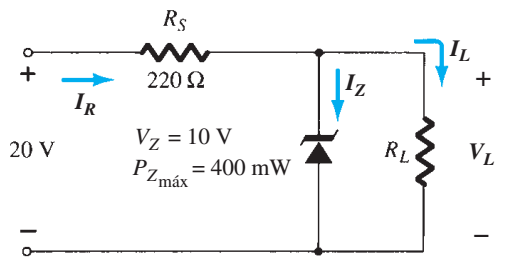 R_S
+ I_R 220 Ω I_Z I_L +
20 V V_Z = 10 V R_L V_L
P_Zmáx = 400 mW
– –